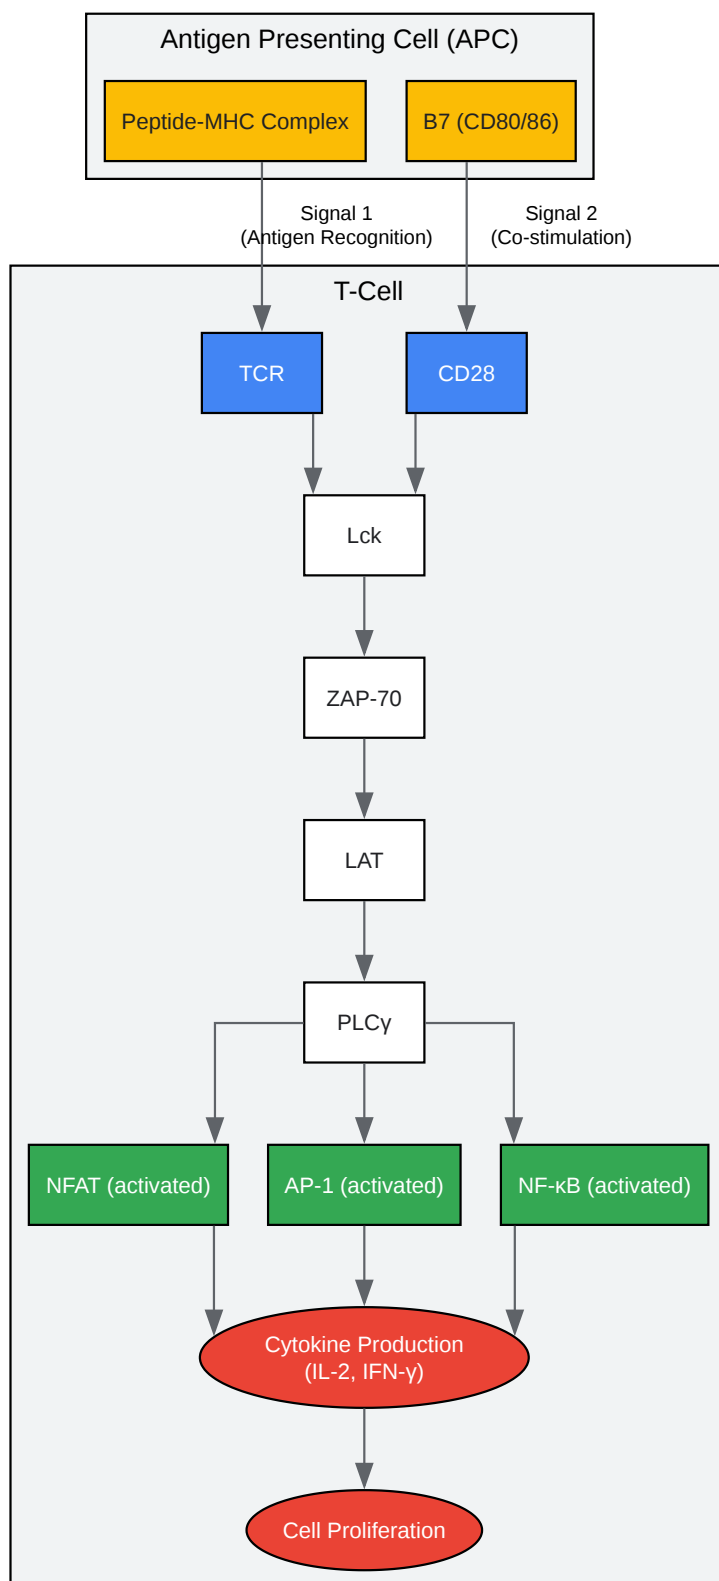 Antigen Presenting Cell (APC)
Peptide-MHC Complex
B7 (CD80/86)
Signal 1
(Antigen Recognition)
Signal 2
(Co-stimulation)
T-Cell
TCR
CD28
Lck
ZAP-70
LAT
PLCγ
NFAT (activated)
AP-1 (activated)
NF-κB (activated)
Cytokine Production
(IL-2, IFN-γ)
Cell Proliferation